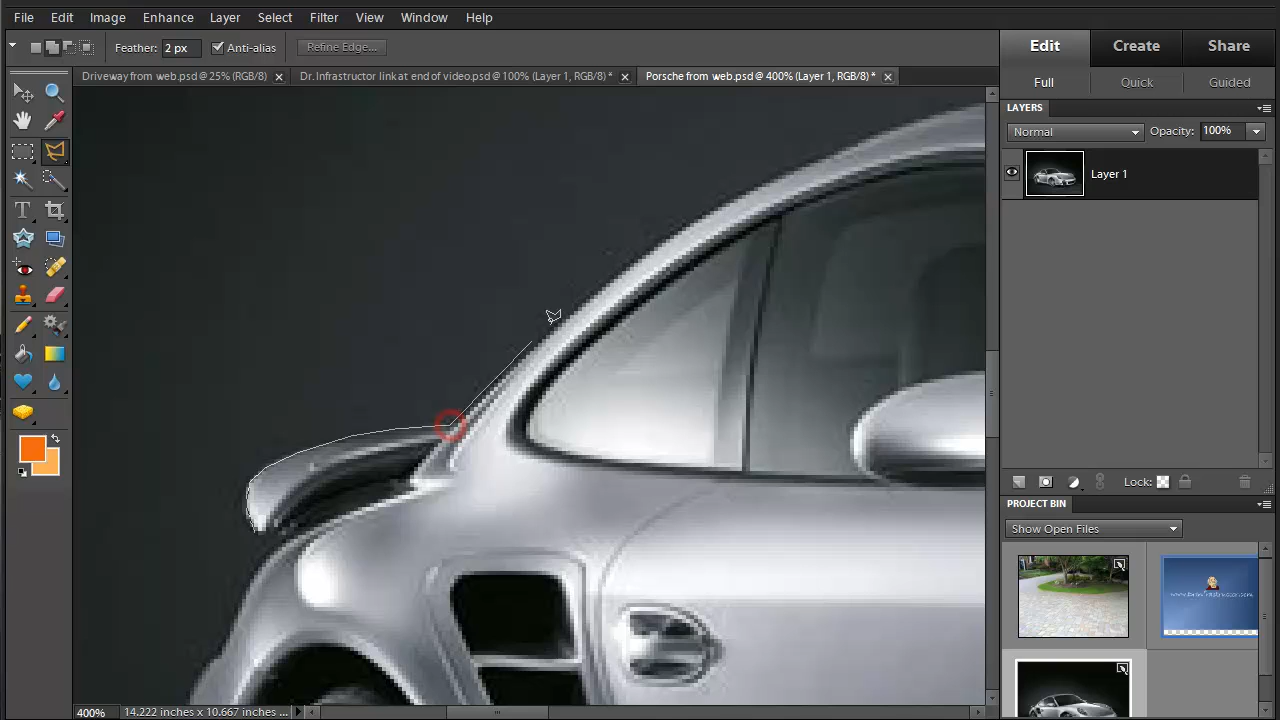 File Edit Image Enhance Layer Select Filter View Window Help
Feather: 2 px Anti-alias Refine Edge...
Edit Create Share
Full Quick Guided
Driveway from web.psd @ 25% (RGB/8) Dr. Infrastructor link at end of video.psd @ 100% (Layer 1, RGB/8) * Porsche from web.psd @ 400% (Layer 1, RGB/8) *
LAYERS
Normal Opacity: 100%
Layer 1
T
Lock:
PROJECT BIN
Show Open Files
400% 14.222 inches x 10.667 inches ...